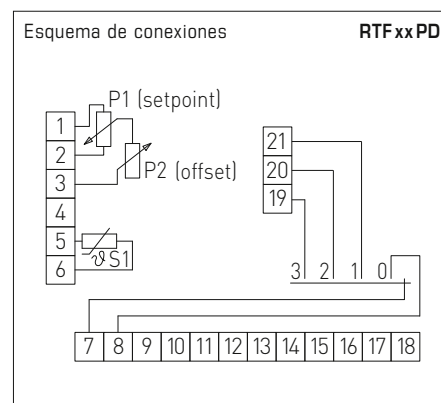 Esquema de conexiones RTF xx PD
P1 (setpoint)
P2 (offset)
1
2
3
4
5
6
ϑ S1
21
20
19
3 2 1 0
7 8 9 10 11 12 13 14 15 16 17 18